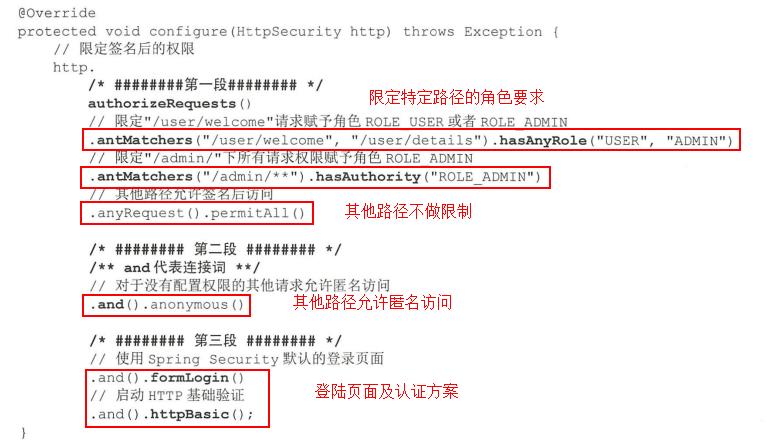 @Override
protected void configure(HttpSecurity http) throws Exception {
// 限定签名后的权限
http.
/* ########第一段######## */
authorizeRequests()
限定特定路径的角色要求
// 限定"/user/welcome"请求赋予角色 ROLE_USER 或者 ROLE_ADMIN
.antMatchers("/user/welcome", "/user/details").hasAnyRole("USER", "ADMIN")
// 限定"/admin/"下所有请求权限赋予角色 ROLE_ADMIN
.antMatchers("/admin/**").hasAuthority("ROLE_ADMIN")
// 其他路径允许签名后访问
.anyRequest().permitAll()
其他路径不做限制
/* ######## 第二段 ######## */
/** and 代表连接词 **/
// 对于没有配置权限的其他请求允许匿名访问
.and().anonymous()
其他路径允许匿名访问
/* ######## 第三段 ######## */
// 使用 Spring Security 默认的登录页面
.and().formLogin()
登陆页面及认证方案
// 启动 HTTP 基础验证
.and().httpBasic();
}